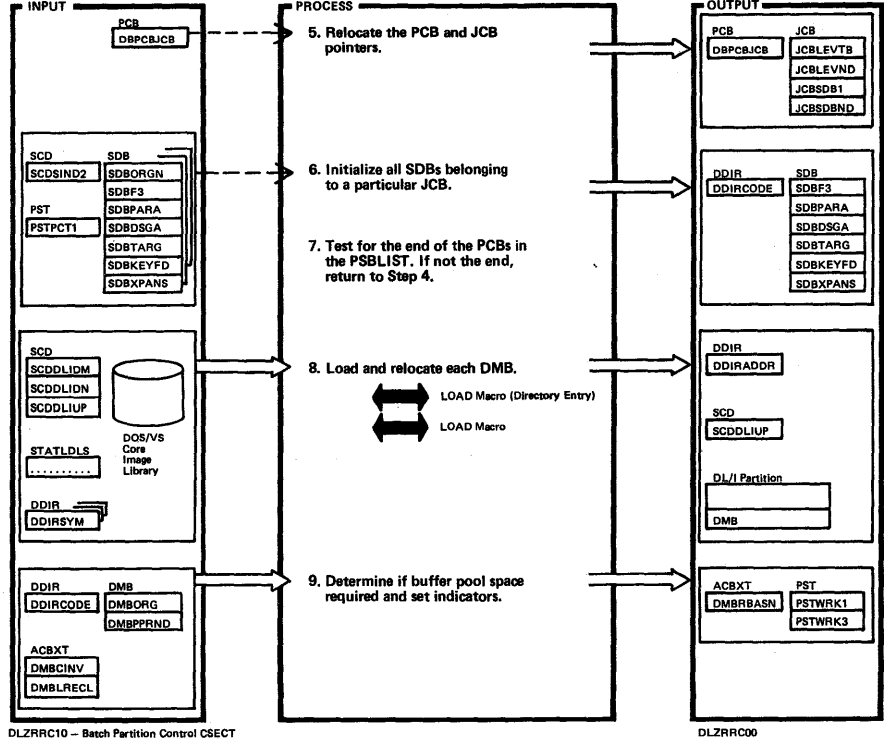 INPUT
PCB
DBPCBJCB
SCD
SCDSIND2
PST
PSTPCT1
SDB
SDBORGN
SDBF3
SDBPARA
SDBDSGA
SDBTARG
SDBKEYFD
SDBXPANS
SCD
SCDDLIDM
SCDDLIDN
SCDDLIUP
STATLDLS
..........
DDIR
DDIRSYM
DOS/VS
Core
Image
Library
DDIR
DDIRCODE
DMB
DMBORG
DMBPPRND
ACBXT
DMBCINV
DMBLRECL
PROCESS
5. Relocate the PCB and JCB
pointers.
6. Initialize all SDBs belonging
to a particular JCB.
7. Test for the end of the PCBs in
the PSBLIST. If not the end,
return to Step 4.
8. Load and relocate each DMB.
LOAD Macro (Directory Entry)
LOAD Macro
9. Determine if buffer pool space
required and set indicators.
OUTPUT
PCB
DBPCBJCB
JCB
JCBLEVTB
JCBLEVND
JCBSDB1
JCBSDBND
DDIR
DDIRCODE
SDB
SDBF3
SDBPARA
SDBDSGA
SDBTARG
SDBKEYFD
SDBXPANS
DDIR
DDIRADDR
SCD
SCDDLIUP
DL/I Partition
DMB
ACBXT
DMBRBASN
PST
PSTWRK1
PSTWRK3
DLZRRC10 – Batch Partition Control CSECT
DLZRRC00